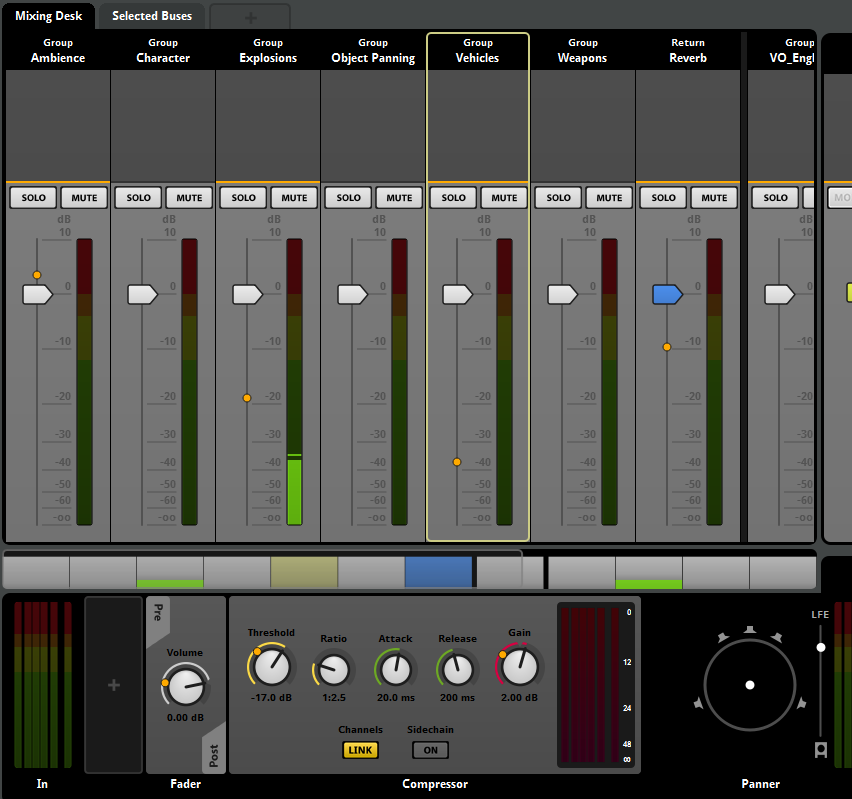 Mixing Desk Selected Buses +
Group Group Group Group Group Group Return Group
Ambience Character Explosions Object Panning Vehicles Weapons Reverb VO_Engl
SOLO MUTE SOLO MUTE SOLO MUTE SOLO MUTE SOLO MUTE SOLO MUTE SOLO MUTE SOLO MO
dB dB dB dB dB dB dB dB
10 10 10 10 10 10 10 10
0 0 0 0 0 0 0 0
-10 -10 -10 -10 -10 -10 -10 -10
-20 -20 -20 -20 -20 -20 -20 -20
-30 -30 -30 -30 -30 -30 -30 -30
-40 -40 -40 -40 -40 -40 -40 -40
-50 -50 -50 -50 -50 -50 -50 -50
-60 -60 -60 -60 -60 -60 -60 -60
-oo -oo -oo -oo -oo -oo -oo -oo
+
Pre
Volume
0.00 dB
Post
Threshold Ratio Attack Release Gain
-17.0 dB 1:2.5 20.0 ms 200 ms 2.00 dB
Channels Sidechain
LINK ON
0
12
24
48
oo
LFE
In Fader Compressor Panner